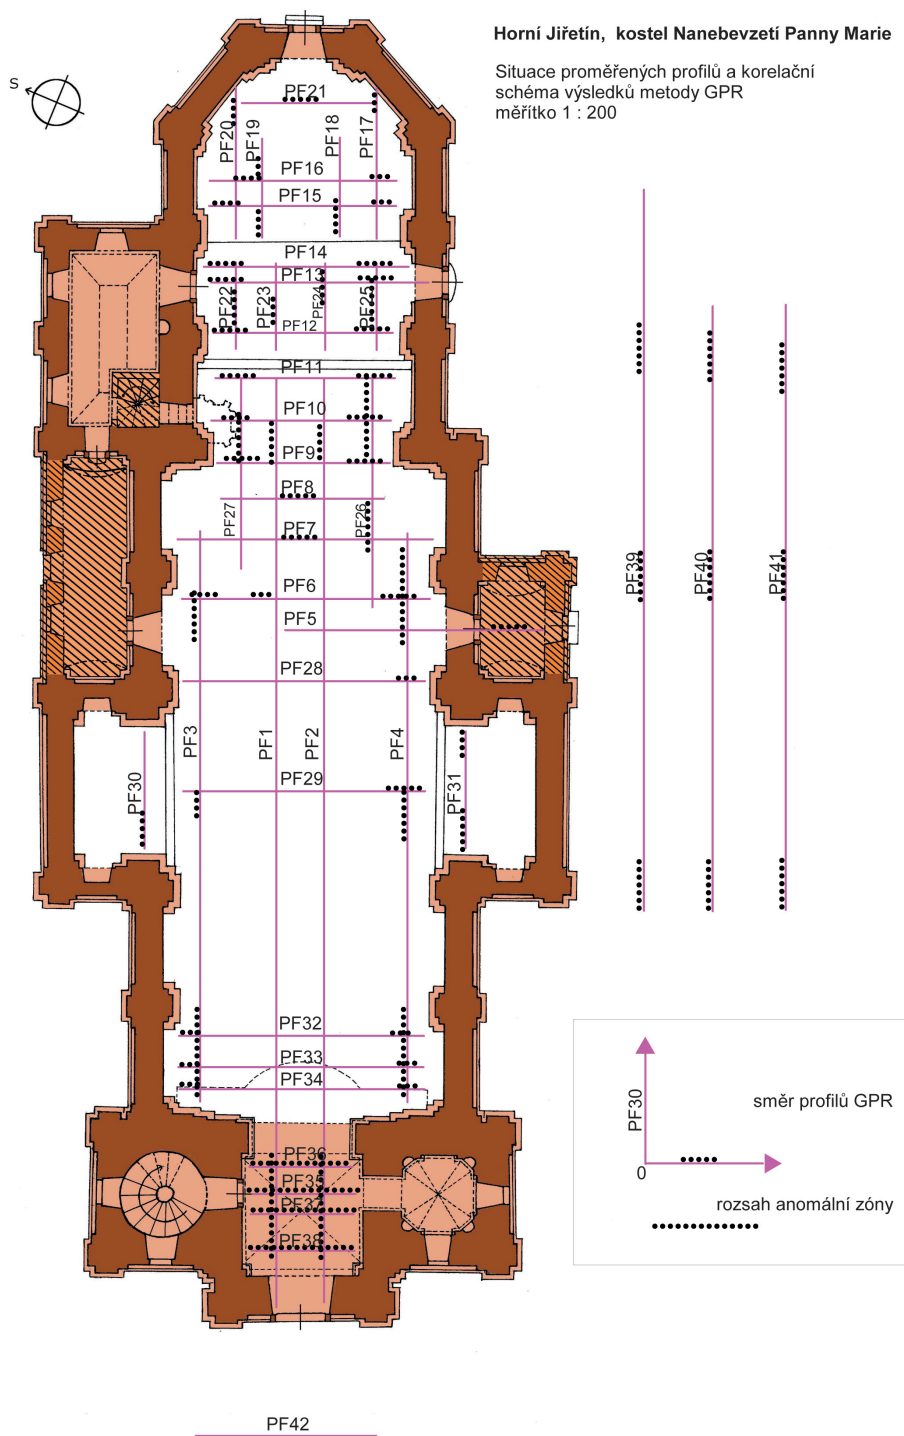 Horní Jiřetín, kostel Nanebevzetí Panny Marie
Situace proměřených profilů a korelační
schéma výsledků metody GPR
měřítko 1 : 200
S
PF21
PF20
PF19
PF18
PF17
PF16
PF15
PF14
PF13
PF22
PF23
PF24
PF25
PF12
PF11
PF10
PF9
PF8
PF27
PF26
PF7
PF6
PF5
PF39
PF40
PF41
PF28
PF3
PF1
PF2
PF4
PF30
PF29
PF31
PF32
PF33
PF34
PF36
PF35
PF37
PF38
PF30
směr profilů GPR
0
rozsah anomální zóny
PF42